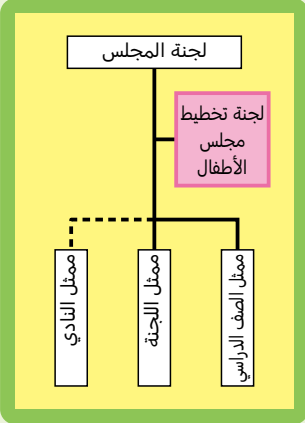 لجنة المجلس
لجنة تخطيط
مجلس
الأطفال
ممثل الصف الدراسي
ممثل اللجنة
ممثل النادي